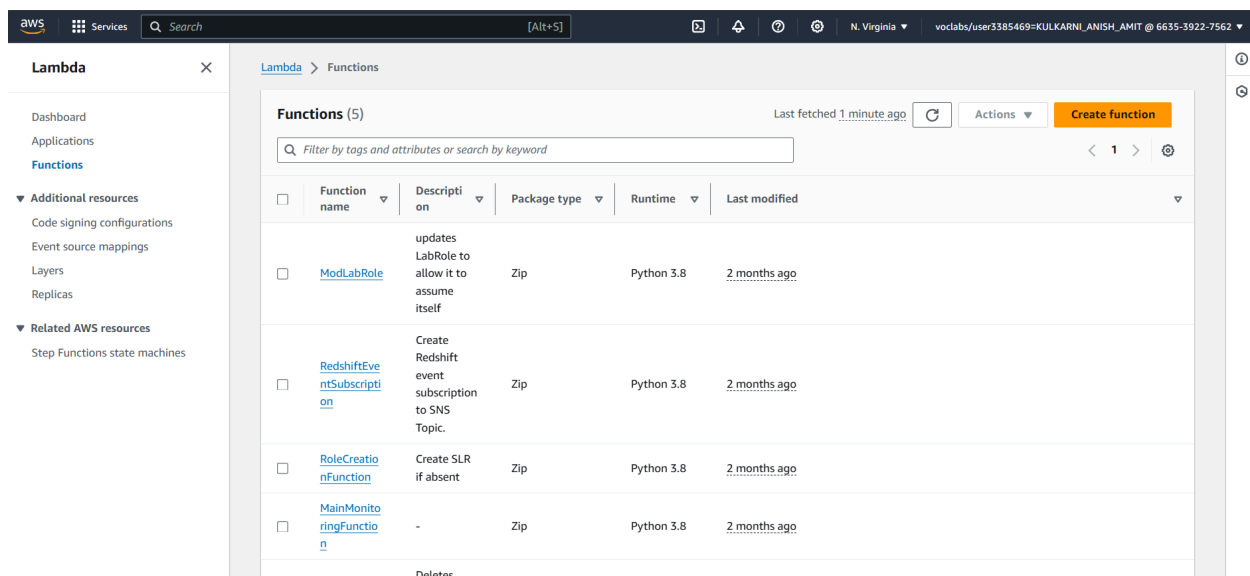 aws Services Search [Alt+S] N. Virginia ▼ voclabs/user3385469=KULKARNI_ANISH_AMIT @ 6635-3922-7562 ▼
Lambda
Dashboard
Applications
Functions
Additional resources
Code signing configurations
Event source mappings
Layers
Replicas
Related AWS resources
Step Functions state machines
Lambda > Functions
Functions (5)
Last fetched 1 minute ago
Actions ▼
Create function
Filter by tags and attributes or search by keyword
< 1 >
Function
name
Descripti
on
Package type
Runtime
Last modified
ModLabRole
updates
LabRole to
allow it to
assume
itself
Zip
Python 3.8
2 months ago
RedshiftEve
ntSubscripti
on
Create
Redshift
event
subscription
to SNS
Topic.
Zip
Python 3.8
2 months ago
RoleCreatio
nFunction
Create SLR
if absent
Zip
Python 3.8
2 months ago
MainMonito
ringFunctio
n
-
Zip
Python 3.8
2 months ago
Deletes